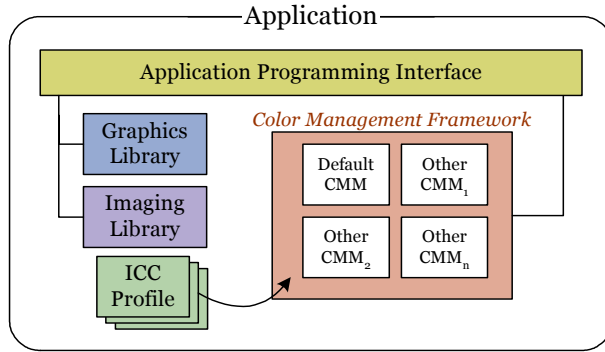 Application
Application Programming Interface
Color Management Framework
Graphics
Library
Imaging
Library
ICC
Profile
Default
CMM
Other
CMM₁
Other
CMM₂
Other
CMMₙ